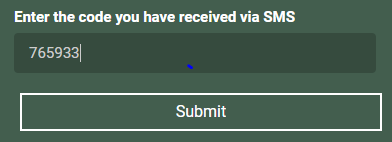 Enter the code you have received via SMS
765933
Submit